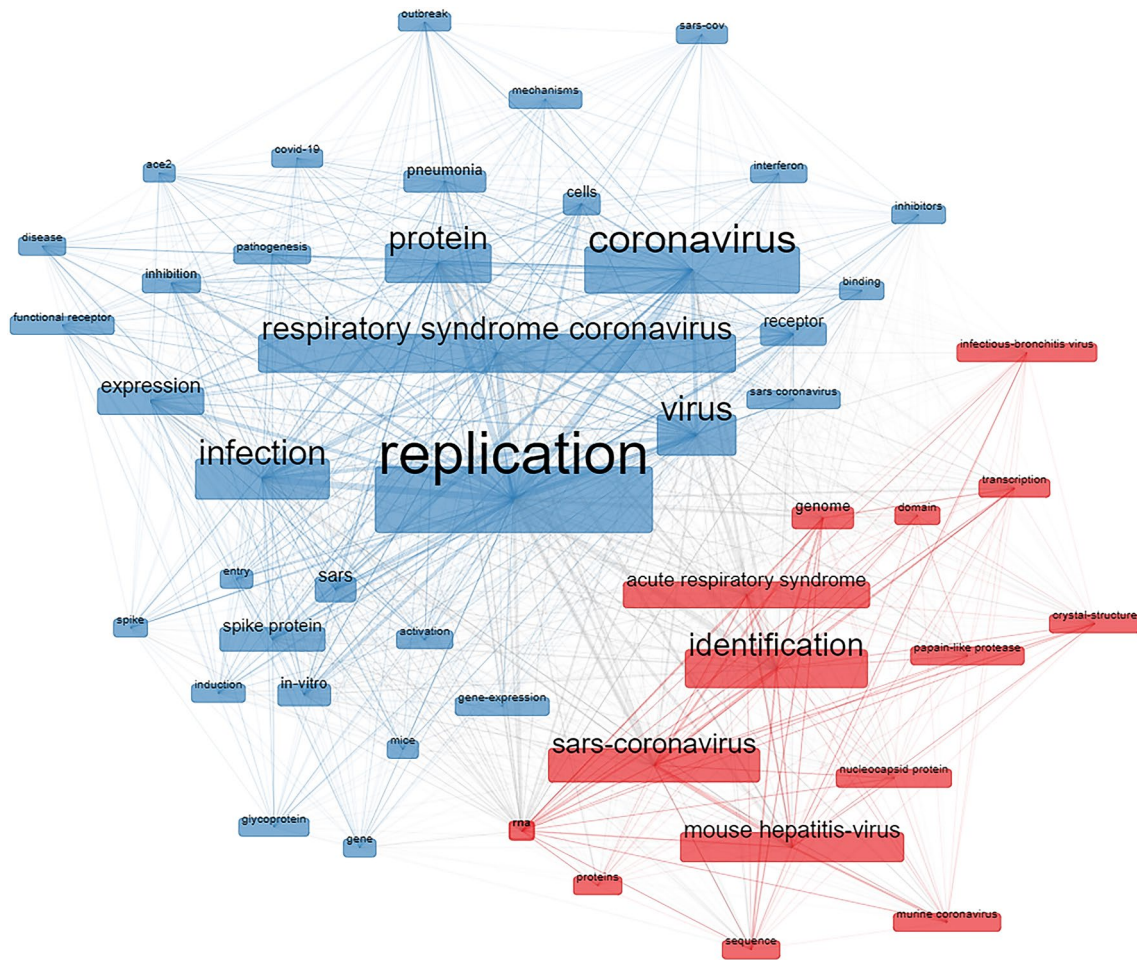 outbreak
sars-cov
mechanisms
covid-19
ace2
pneumonia
interferon
cells
inhibitors
disease
pathogenesis
protein
coronavirus
inhibition
binding
functional receptor
respiratory syndrome coronavirus
receptor
infectious-bronchitis virus
expression
sars coronavirus
virus
infection
replication
transcription
genome
domain
entry
sars
acute respiratory syndrome
spike
spike protein
activation
crystal-structure
identification
papain-like protease
induction
in-vitro
gene-expression
mice
sars-coronavirus
nucleocapsid protein
glycoprotein
gene
rna
mouse hepatitis-virus
proteins
murine coronavirus
sequence